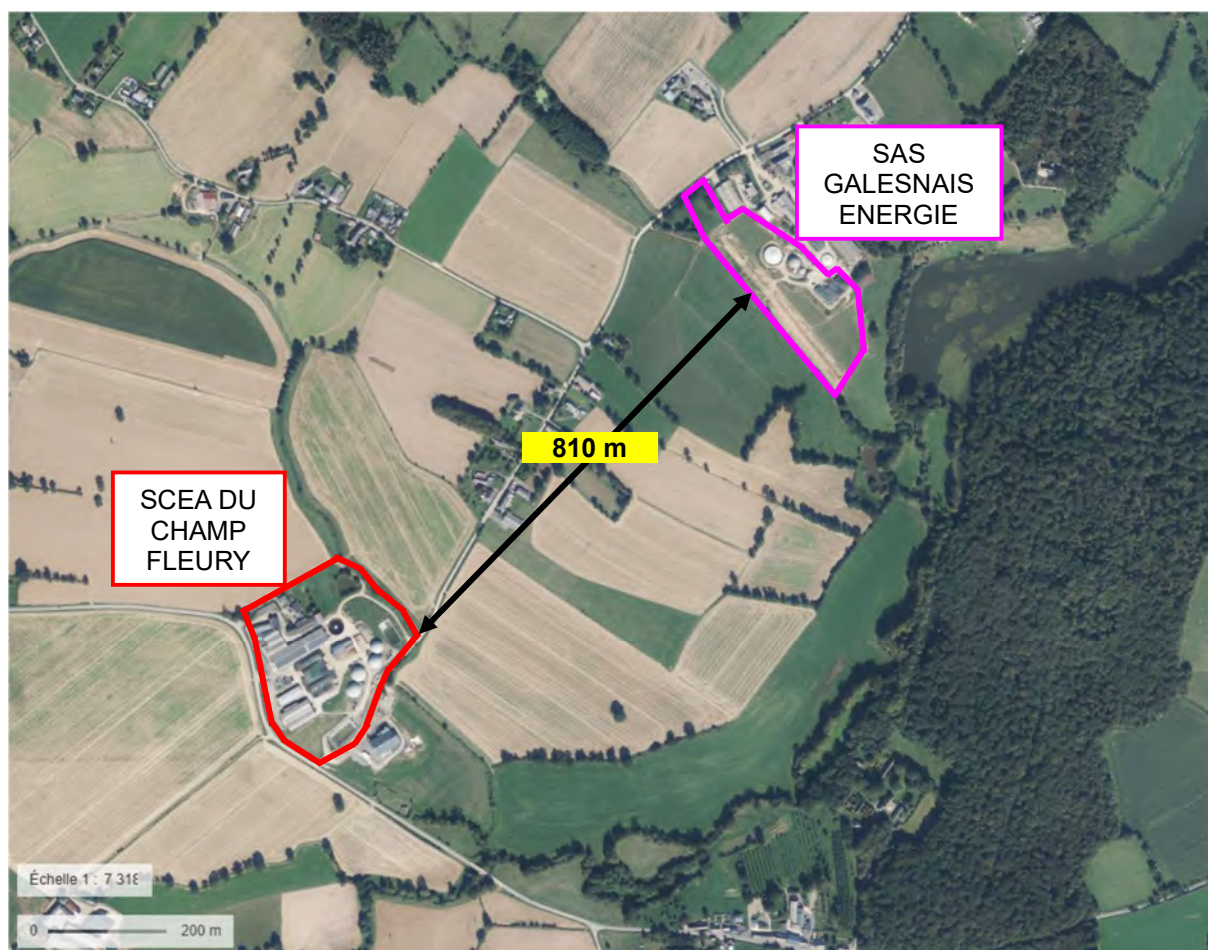 SAS
GALESNAIS
ENERGIE
810 m
SCEA DU
CHAMP
FLEURY
Échelle 1 : 7 318
0 200 m